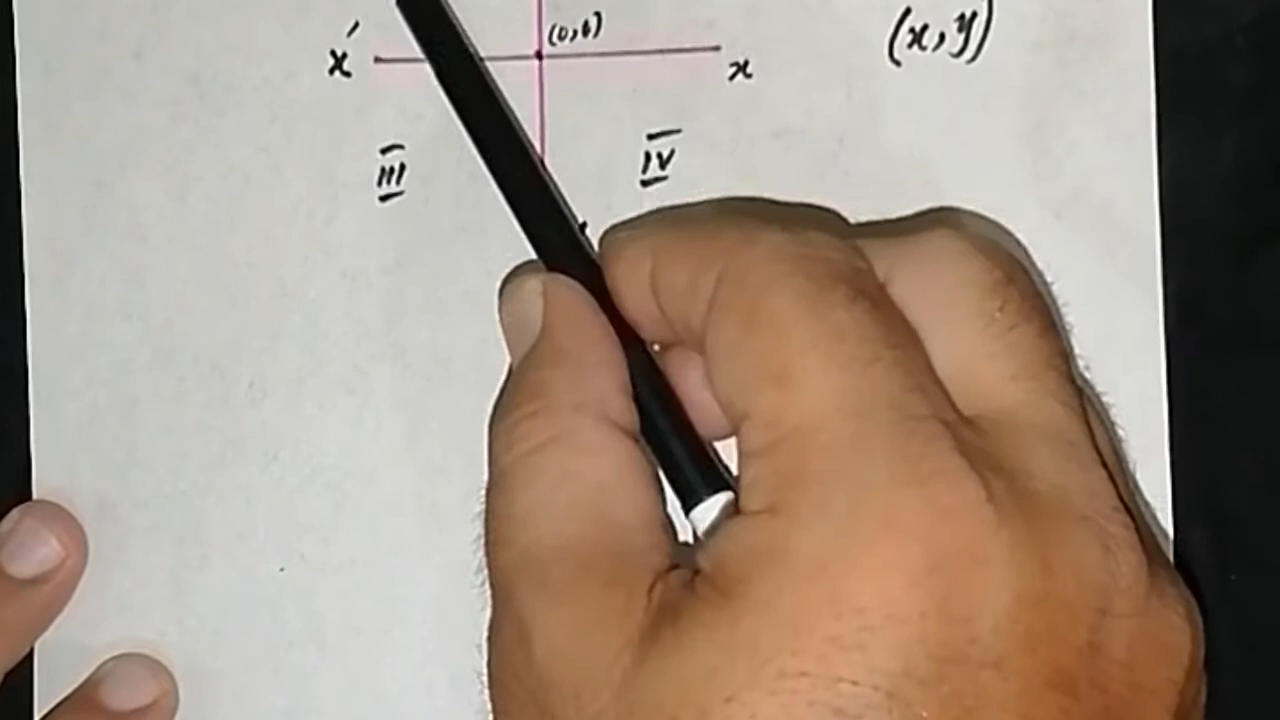 (0,0)
(x,y)
x'
x
III
IV